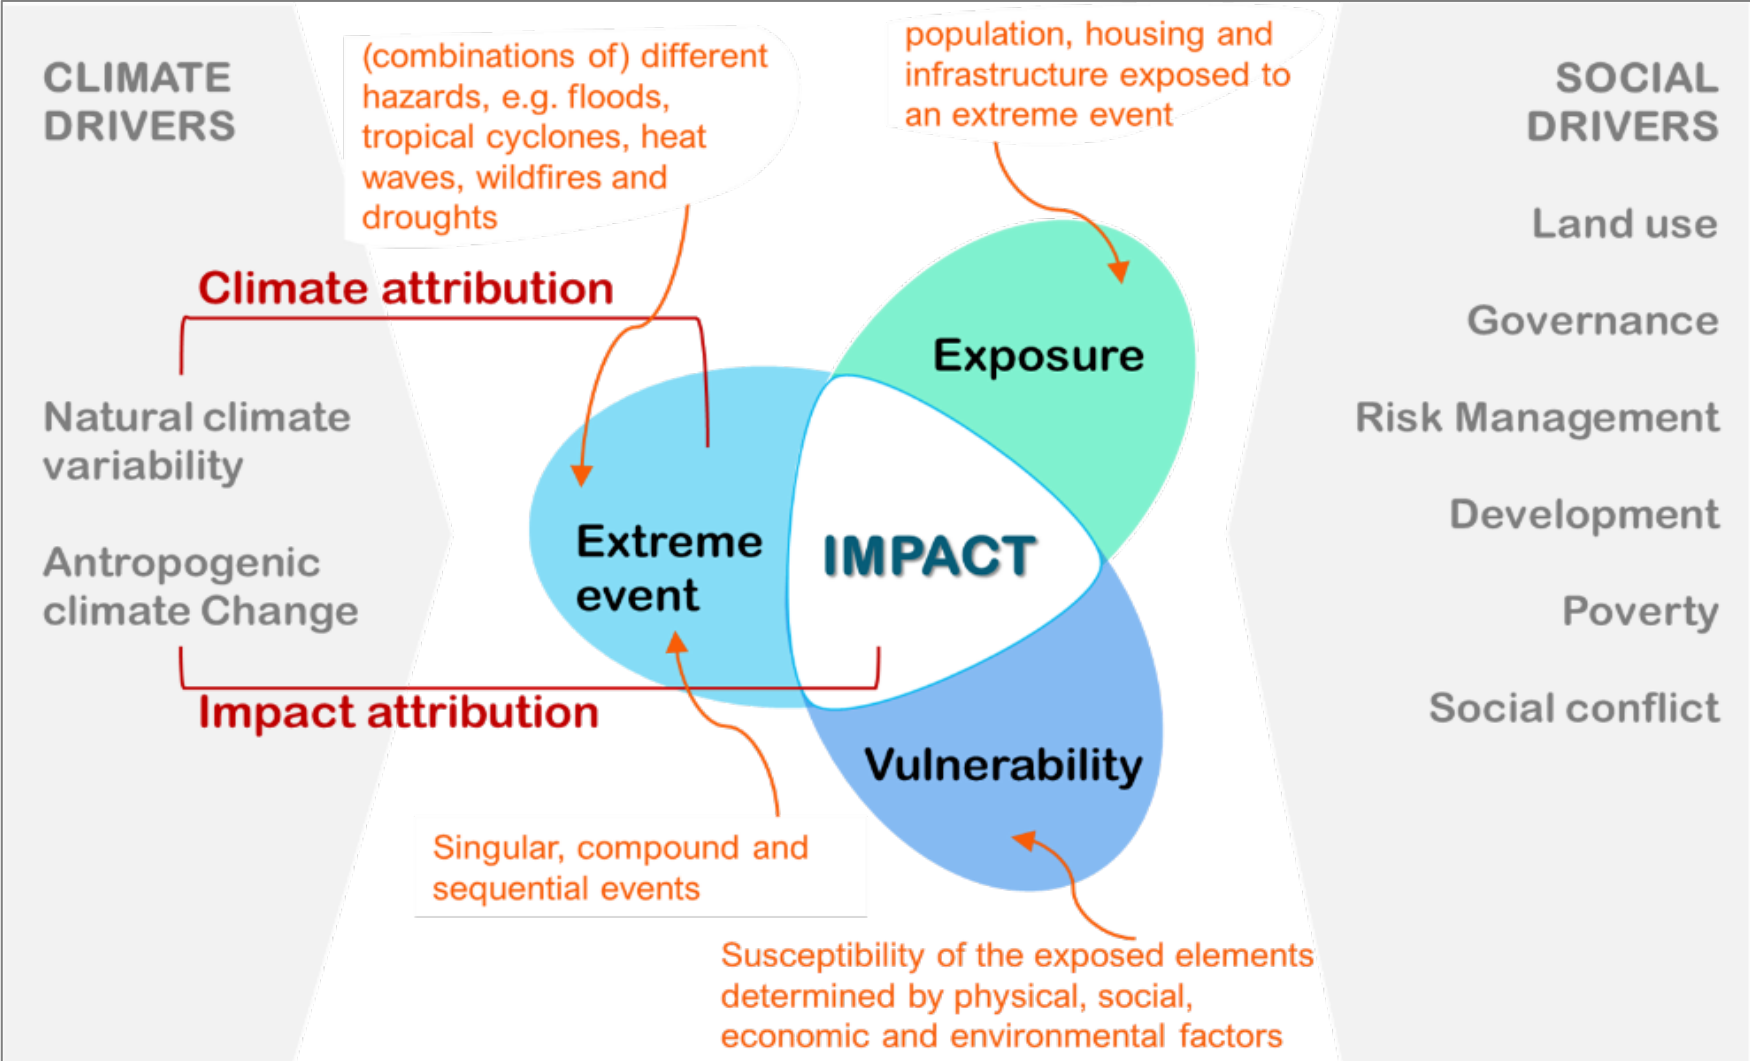 CLIMATE
DRIVERS
(combinations of) different
hazards, e.g. floods,
tropical cyclones, heat
waves, wildfires and
droughts
population, housing and
infrastructure exposed to
an extreme event
SOCIAL
DRIVERS
Land use
Governance
Risk Management
Development
Poverty
Social conflict
Climate attribution
Natural climate
variability
Antropogenic
climate Change
Impact attribution
Exposure
Extreme
event
IMPACT
Vulnerability
Singular, compound and
sequential events
Susceptibility of the exposed elements
determined by physical, social,
economic and environmental factors